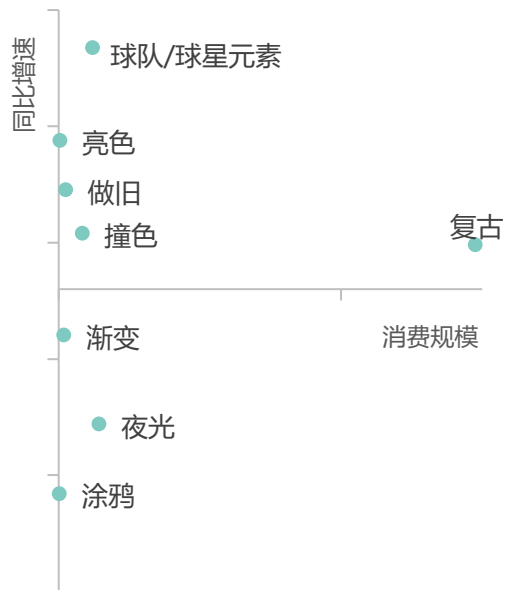 同比增速
球队/球星元素
亮色
做旧
复古
撞色
渐变
消费规模
夜光
涂鸦